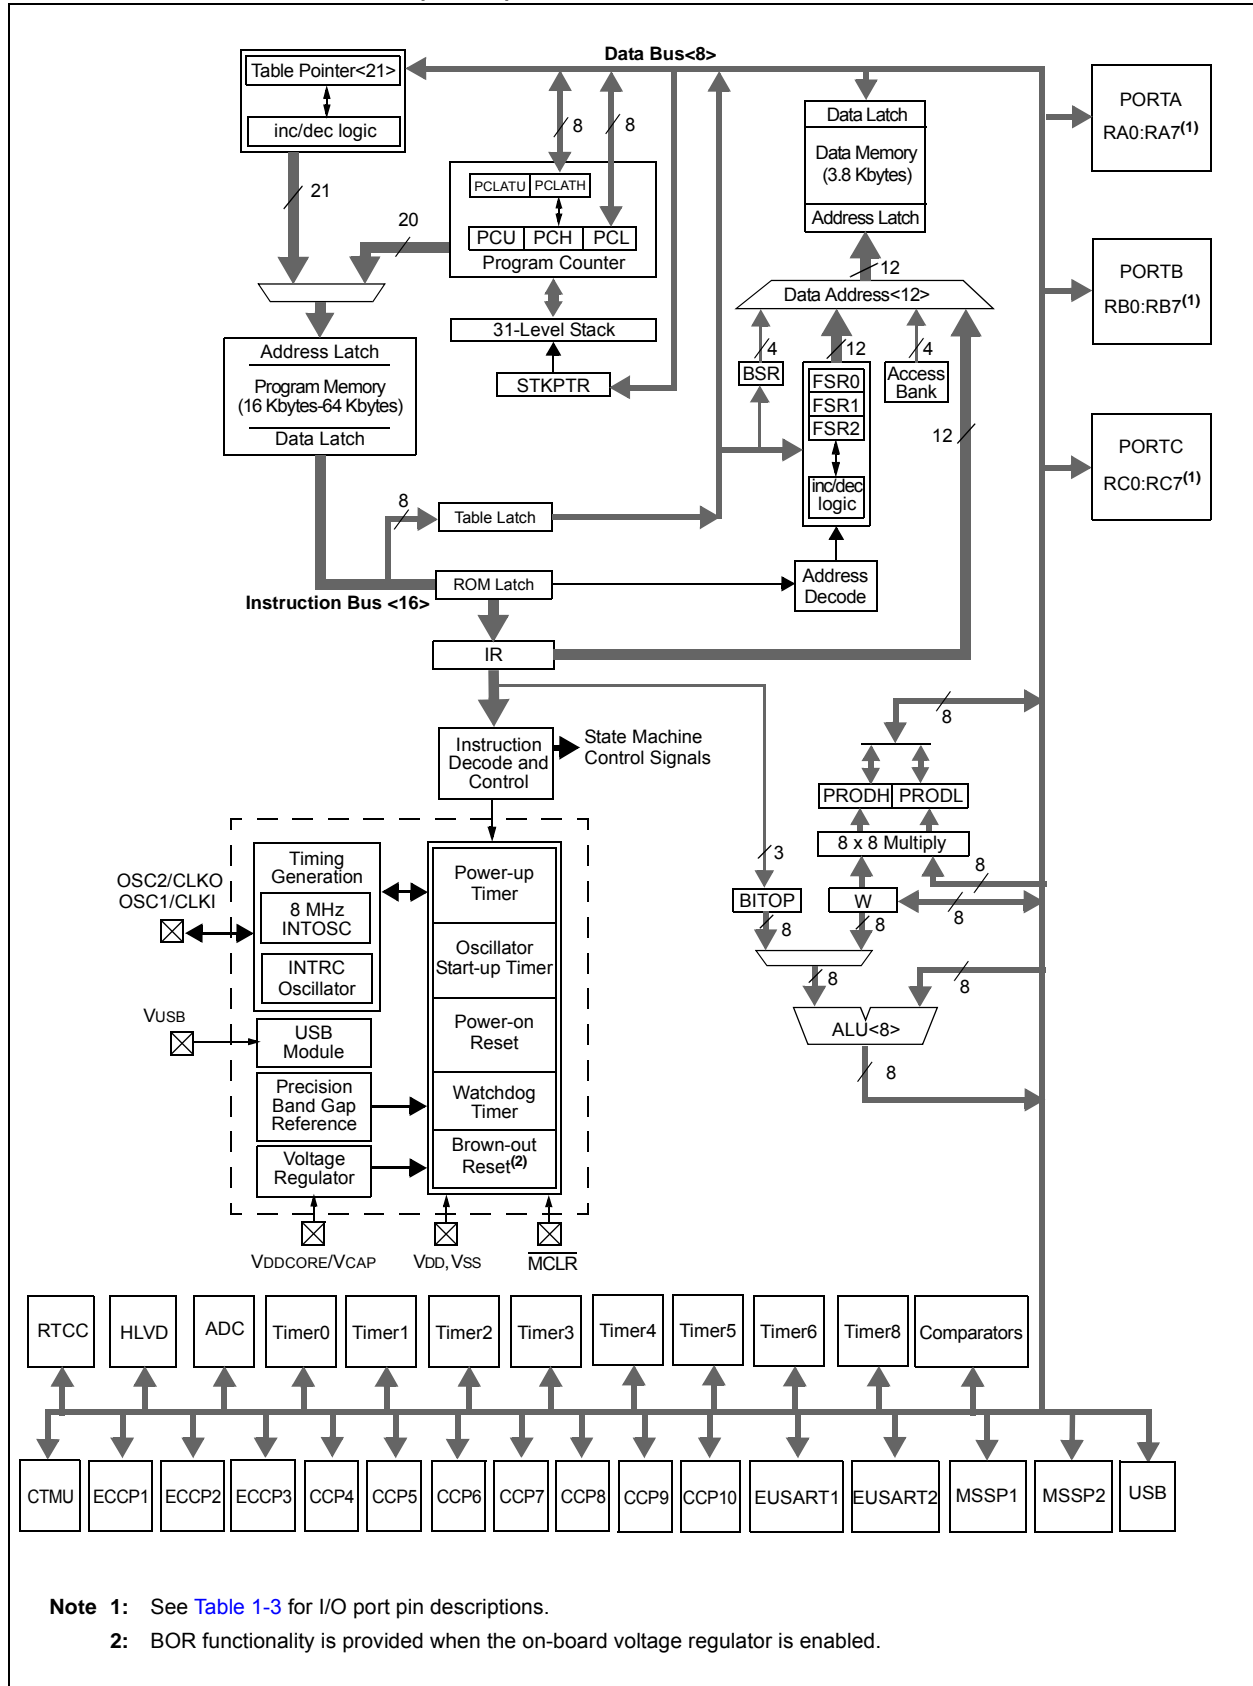 Data Bus<8>
Table Pointer<21>
inc/dec logic
21
8
8
20
PCLATU
PCLATH
PCU
PCH
PCL
Program Counter
31-Level Stack
STKPTR
Address Latch
Program Memory
(16 Kbytes-64 Kbytes)
Data Latch
Data Latch
Data Memory
(3.8 Kbytes)
Address Latch
12
Data Address<12>
4
12
4
BSR
FSR0
FSR1
FSR2
inc/dec
logic
Access
Bank
12
PORTA
RA0:RA7(1)
PORTB
RB0:RB7(1)
PORTC
RC0:RC7(1)
8
Table Latch
ROM Latch
Instruction Bus <16>
Address
Decode
IR
Instruction
Decode and
Control
State Machine
Control Signals
8
PRODH
PRODL
8 x 8 Multiply
3
8
BITOP
W
8
8
8
8
8
ALU<8>
8
OSC2/CLKO
OSC1/CLKI
Timing
Generation
8 MHz
INTOSC
INTRC
Oscillator
VUSB
USB
Module
Precision
Band Gap
Reference
Voltage
Regulator
Power-up
Timer
Oscillator
Start-up Timer
Power-on
Reset
Watchdog
Timer
Brown-out
Reset(2)
VDDCORE/VCAP
VDD, VSS
MCLR
RTCC
HLVD
ADC
Timer0
Timer1
Timer2
Timer3
Timer4
Timer5
Timer6
Timer8
Comparators
CTMU
ECCP1
ECCP2
ECCP3
CCP4
CCP5
CCP6
CCP7
CCP8
CCP9
CCP10
EUSART1
EUSART2
MSSP1
MSSP2
USB
Note 1: See Table 1-3 for I/O port pin descriptions.
2: BOR functionality is provided when the on-board voltage regulator is enabled.